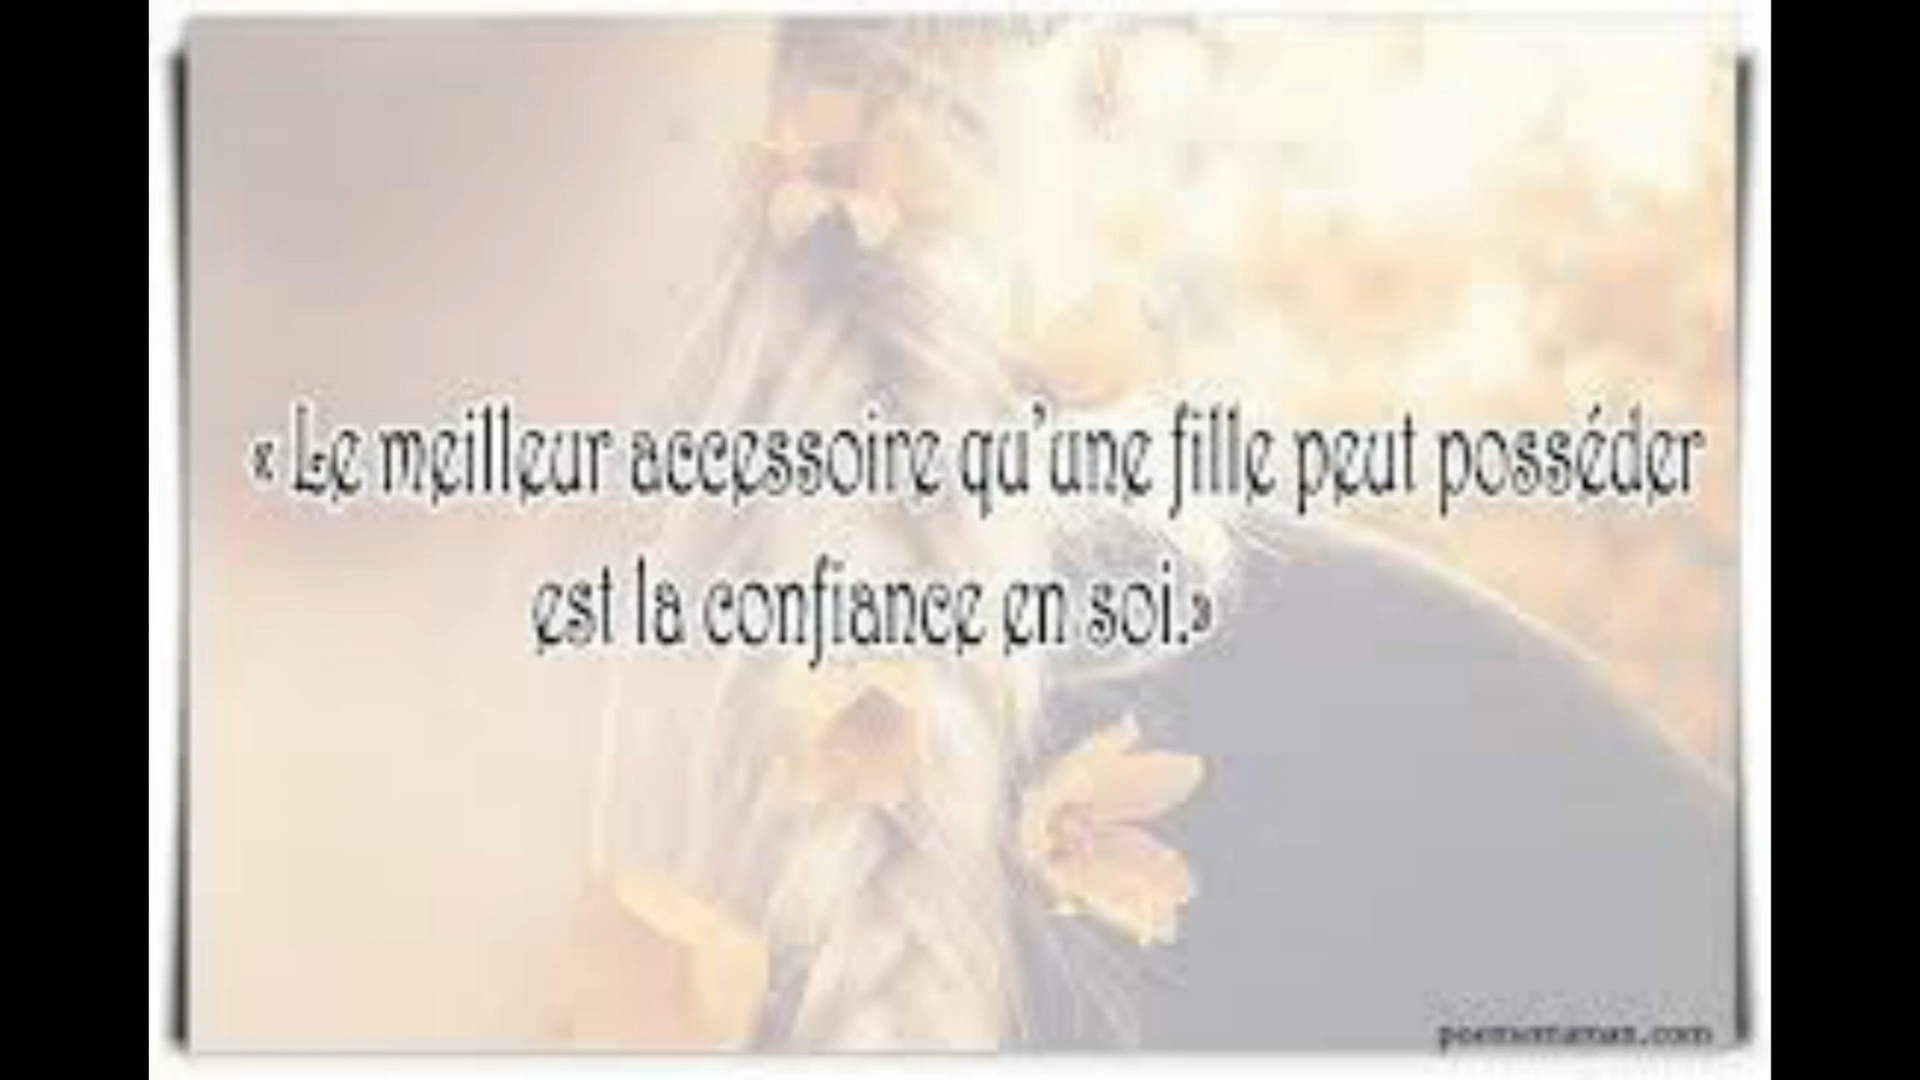 « Le meilleur accessoire qu'une fille peut posséder
est la confiance en soi.»